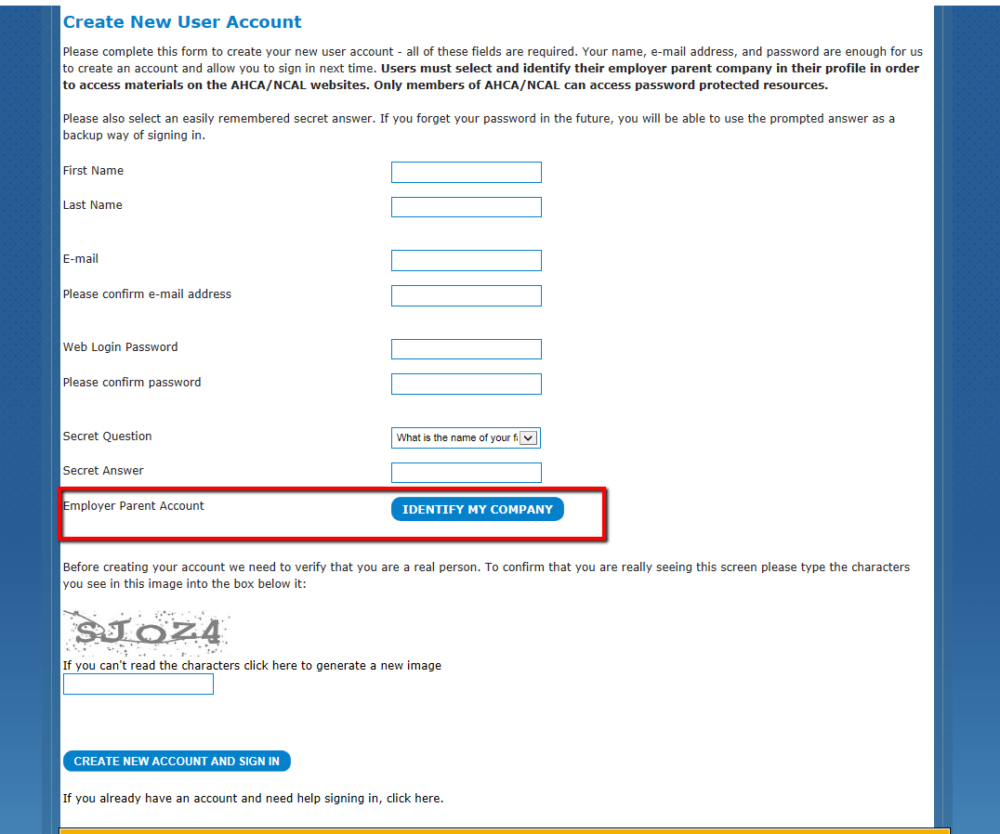 Create New User Account
Please complete this form to create your new user account - all of these fields are required. Your name, e-mail address, and password are enough for us
to create an account and allow you to sign in next time. Users must select and identify their employer parent company in their profile in order
to access materials on the AHCA/NCAL websites. Only members of AHCA/NCAL can access password protected resources.
Please also select an easily remembered secret answer. If you forget your password in the future, you will be able to use the prompted answer as a
backup way of signing in.
First Name
Last Name
E-mail
Please confirm e-mail address
Web Login Password
Please confirm password
Secret Question
What is the name of your f
Secret Answer
Employer Parent Account
IDENTIFY MY COMPANY
Before creating your account we need to verify that you are a real person. To confirm that you are really seeing this screen please type the characters
you see in this image into the box below it:
SJOZ4
If you can't read the characters click here to generate a new image
CREATE NEW ACCOUNT AND SIGN IN
If you already have an account and need help signing in, click here.